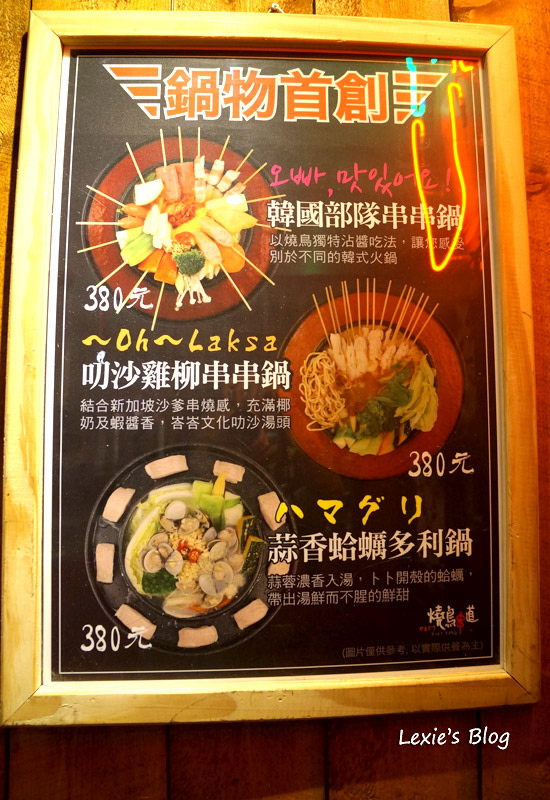 鍋物首創
오빠, 맛있어요!
韓國部隊串串鍋
以燒鳥獨特沾醬吃法，讓您感受
別於不同的韓式火鍋
380元
～Oh～Laksa
叻沙雞柳串串鍋
結合新加坡沙爹串燒感，充滿椰
奶及蝦醬香，峇峇文化叻沙湯頭
380元
ハマグリ
蒜香蛤蠣多利鍋
蒜蓉濃香入湯，卜卜開殼的蛤蠣，
帶出湯鮮而不腥的鮮甜
380元
燒鳥 道
(圖片僅供參考, 以實際供餐為主)
Lexie's Blog